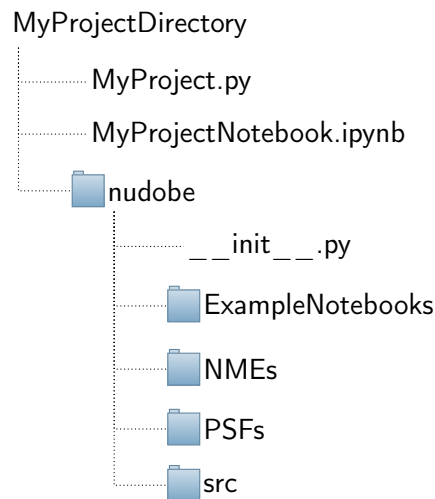 MyProjectDirectory
MyProject.py
MyProjectNotebook.ipynb
nudobe
__init__.py
ExampleNotebooks
NMEs
PSFs
src